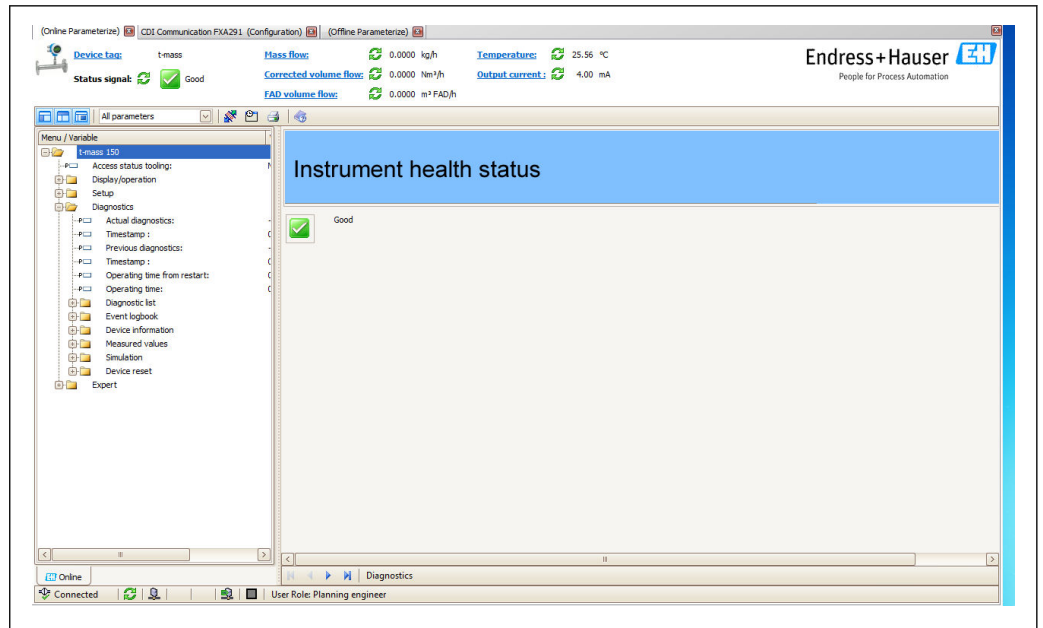 (Online Parameterize) CDI Communication FXA291 (Configuration) (Offline Parameterize)
Device tag: t-mass Mass flow: 0.0000 kg/h Temperature: 25.56 °C
Status signal: Good Corrected volume flow: 0.0000 Nm³/h Output current : 4.00 mA
FAD volume flow: 0.0000 m³ FAD/h
Endress+Hauser EH
People for Process Automation
All parameters
Menu / Variable
t-mass 150
Access status tooling:
Display/operation
Setup
Diagnostics
Actual diagnostics:
Timestamp :
Previous diagnostics:
Timestamp :
Operating time from restart:
Operating time:
Diagnostic list
Event logbook
Device information
Measured values
Simulation
Device reset
Expert
Instrument health status
Good
Online
Diagnostics
Connected User Role: Planning engineer